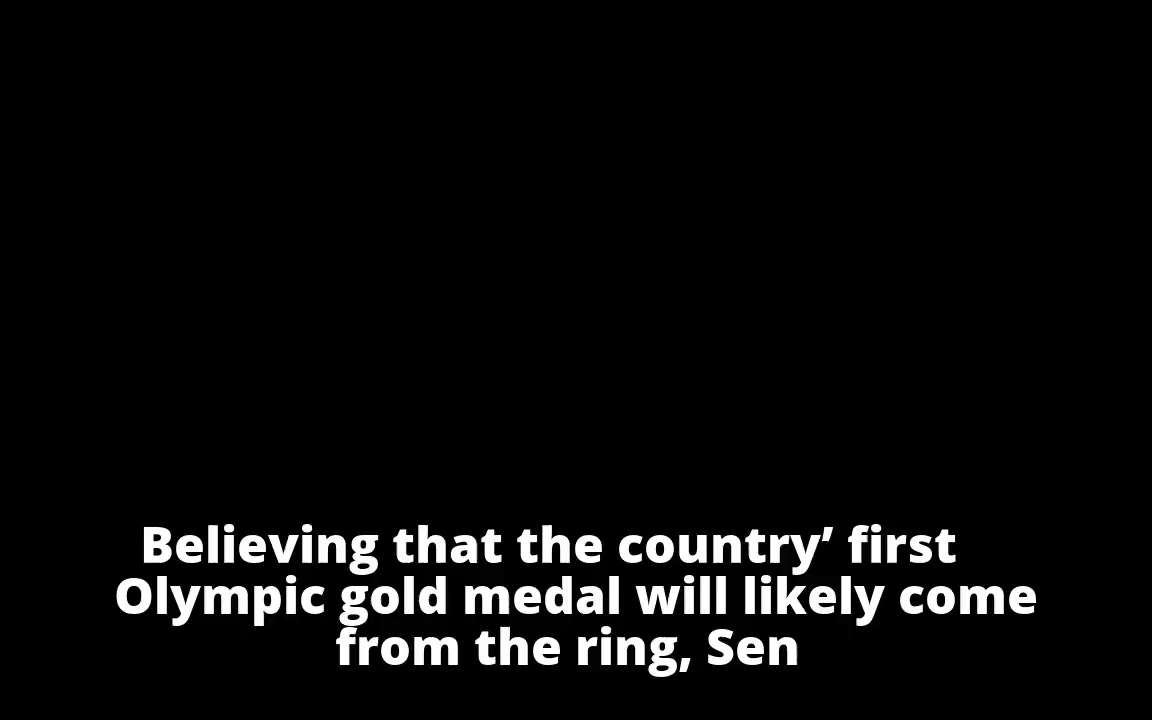 Believing that the country’ first
Olympic gold medal will likely come
from the ring, Sen